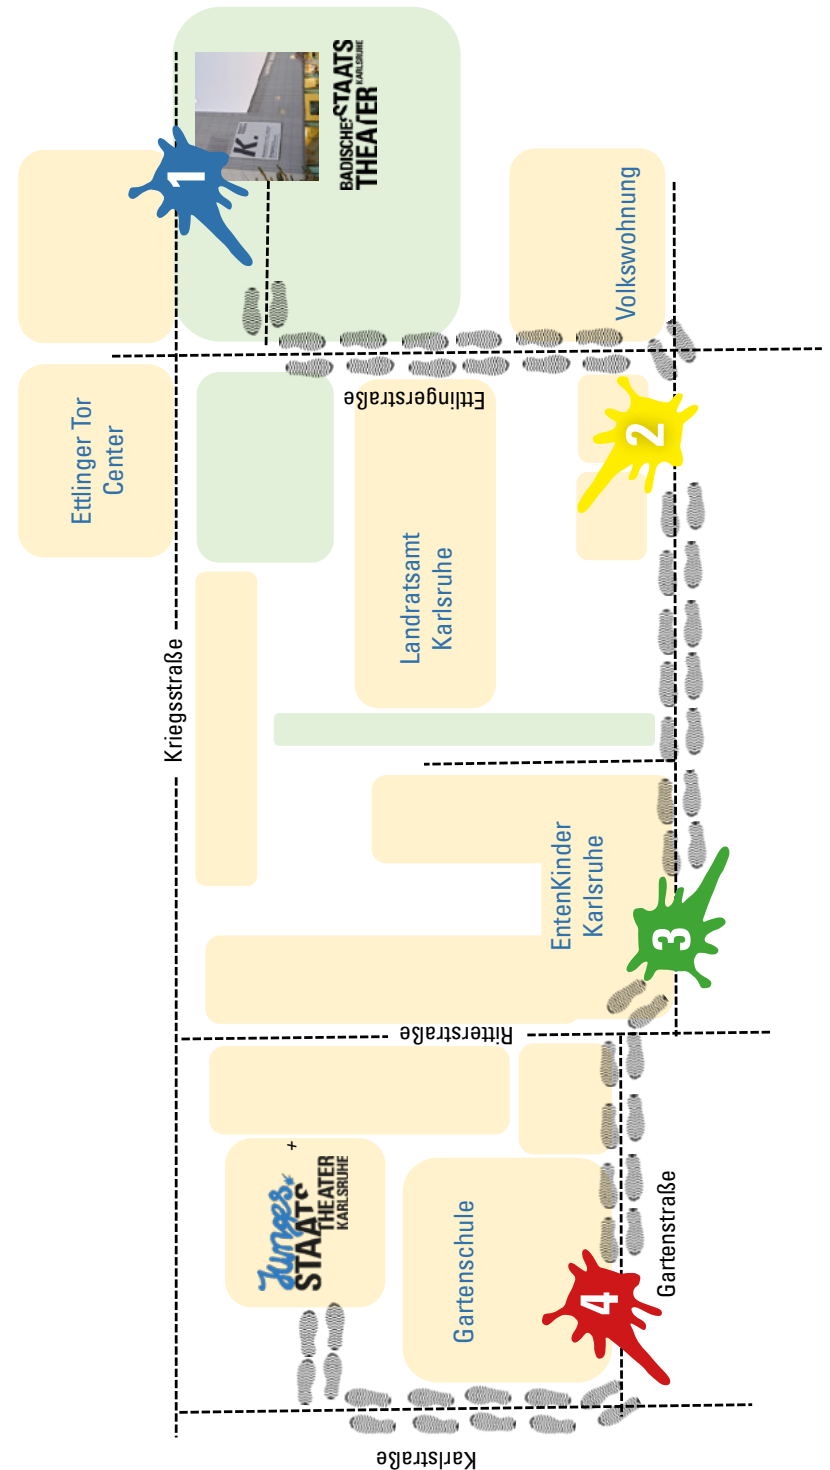 Karlstraße
Junges
STAATS
THEATER
KARLSRUHE
+
Gartenschule
4
Gartenstraße
Ritterstraße
Kriegsstraße
EntenKinder
Karlsruhe
3
Landratsamt
Karlsruhe
Ettlinger Tor
Center
2
Ettlingerstraße
1
K.
BADISCHES STAATS
THEATER KARLSRUHE
Volkswohnung